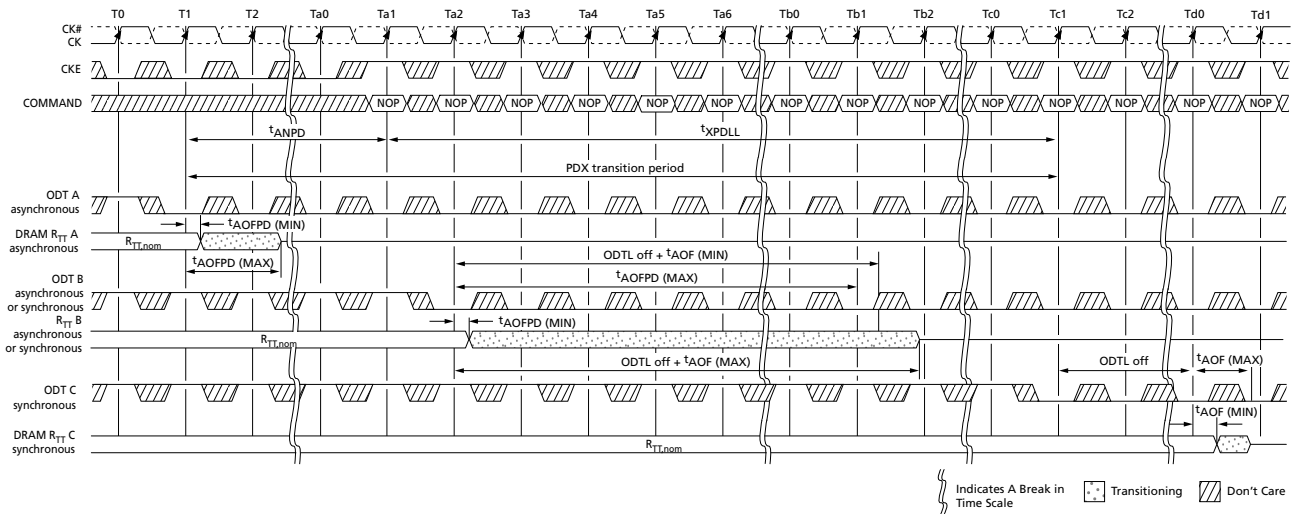 T0 T1 T2 Ta0 Ta1 Ta2 Ta3 Ta4 Ta5 Ta6 Tb0 Tb1 Tb2 Tc0 Tc1 Tc2 Td0 Td1
CK#
CK
CKE
COMMAND NOP NOP NOP NOP NOP NOP NOP NOP NOP NOP NOP NOP NOP NOP
tANPD tXPDLL
PDX transition period
ODT A
asynchronous
tAOFPD (MIN)
DRAM RTT A
asynchronous
RTT,nom
tAOFPD (MAX)
ODTL off + tAOF (MIN)
tAOFPD (MAX)
ODT B
asynchronous
or synchronous
tAOFPD (MIN)
RTT B
asynchronous
or synchronous
RTT,nom
ODTL off + tAOF (MAX)
ODTL off tAOF (MAX)
ODT C
synchronous
tAOF (MIN)
DRAM RTT C
synchronous
RTT,nom
Indicates A Break in
Time Scale
Transitioning
Don't Care